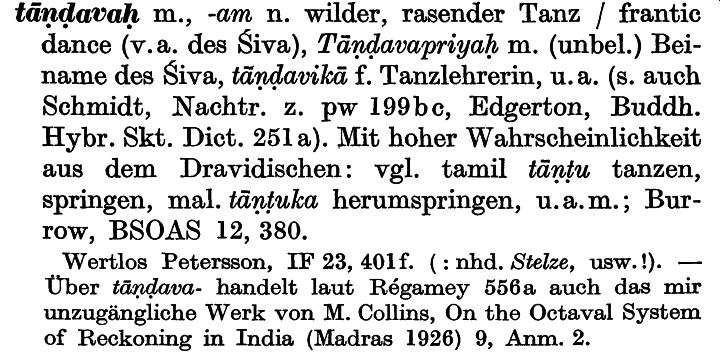 tāṇḍavaḥ m., -am n. wilder, rasender Tanz / frantic
dance (v.a. des Śiva), Tāṇḍavapriyaḥ m. (unbel.) Bei-
name des Śiva, tāṇḍavikā f. Tanzlehrerin, u.a. (s. auch
Schmidt, Nachtr. z. pw 199bc, Edgerton, Buddh.
Hybr. Skt. Dict. 251a). Mit hoher Wahrscheinlichkeit
aus dem Dravidischen: vgl. tamil tāṇṭu tanzen,
springen, mal. tāṇṭuka herumspringen, u.a.m.; Bur-
row, BSOAS 12, 380.
Wertlos Petersson, IF 23, 401f. (: nhd. Stelze, usw.!). —
Über tāṇḍava- handelt laut Régamey 556a auch das mir
unzugängliche Werk von M. Collins, On the Octaval System
of Reckoning in India (Madras 1926) 9, Anm. 2.